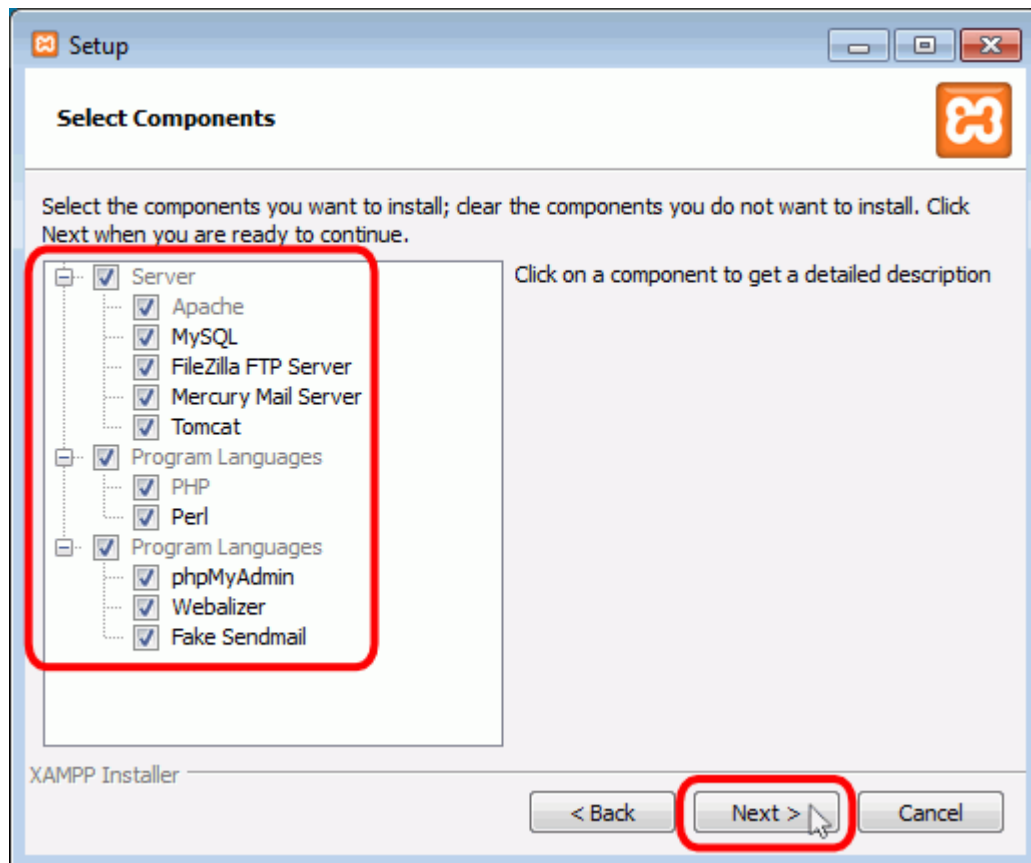 Setup
Select Components
Select the components you want to install; clear the components you do not want to install. Click
Next when you are ready to continue.
Server
Apache
MySQL
FileZilla FTP Server
Mercury Mail Server
Tomcat
Program Languages
PHP
Perl
Program Languages
phpMyAdmin
Webalizer
Fake Sendmail
Click on a component to get a detailed description
XAMPP Installer
< Back
Next >
Cancel